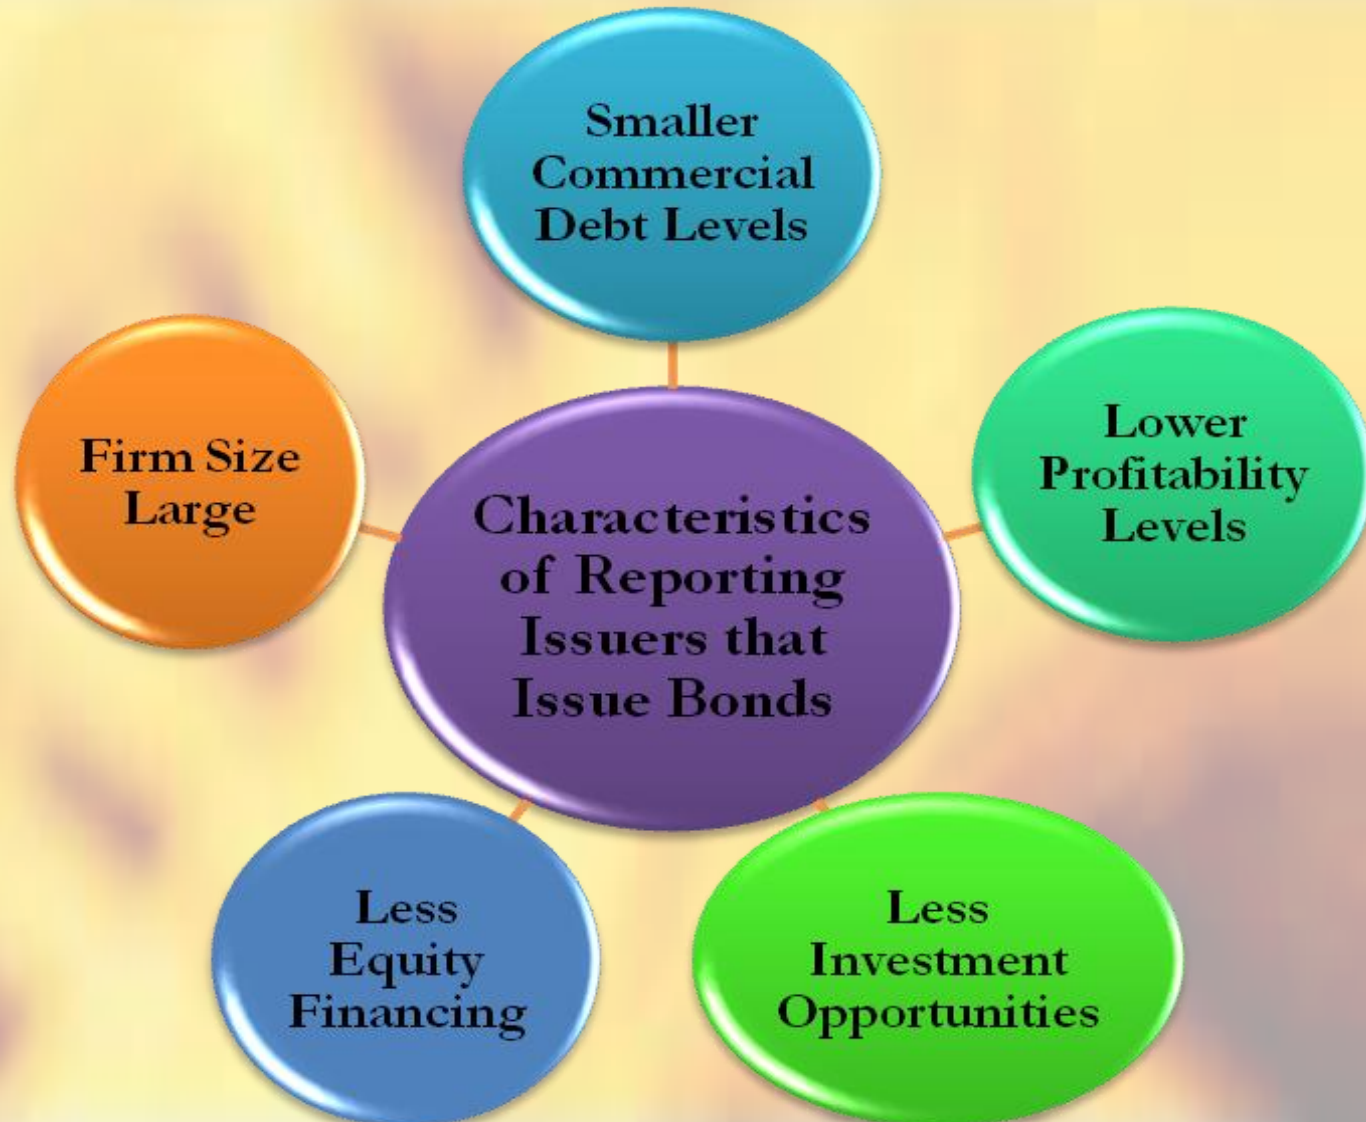 Smaller
Commercial
Debt Levels
Firm Size
Large
Lower
Profitability
Levels
Characteristics
of Reporting
Issuers that
Issue Bonds
Less
Equity
Financing
Less
Investment
Opportunities